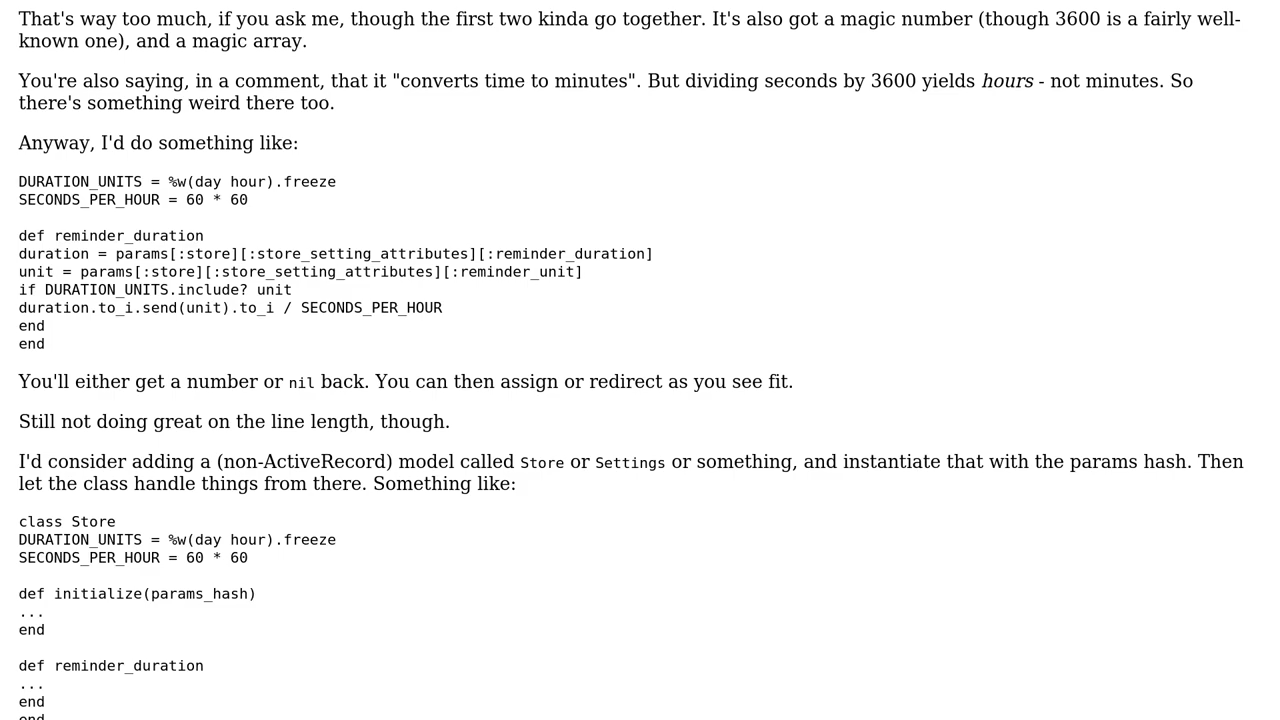 That's way too much, if you ask me, though the first two kinda go together. It's also got a magic number (though 3600 is a fairly well-
known one), and a magic array.
You're also saying, in a comment, that it "converts time to minutes". But dividing seconds by 3600 yields hours - not minutes. So
there's something weird there too.
Anyway, I'd do something like:
DURATION_UNITS = %w(day hour).freeze
SECONDS_PER_HOUR = 60 * 60
def reminder_duration
duration = params[:store][:store_setting_attributes][:reminder_duration]
unit = params[:store][:store_setting_attributes][:reminder_unit]
if DURATION_UNITS.include? unit
duration.to_i.send(unit).to_i / SECONDS_PER_HOUR
end
end
You'll either get a number or nil back. You can then assign or redirect as you see fit.
Still not doing great on the line length, though.
I'd consider adding a (non-ActiveRecord) model called Store or Settings or something, and instantiate that with the params hash. Then
let the class handle things from there. Something like:
class Store
DURATION_UNITS = %w(day hour).freeze
SECONDS_PER_HOUR = 60 * 60
def initialize(params_hash)
...
end
def reminder_duration
...
end
end